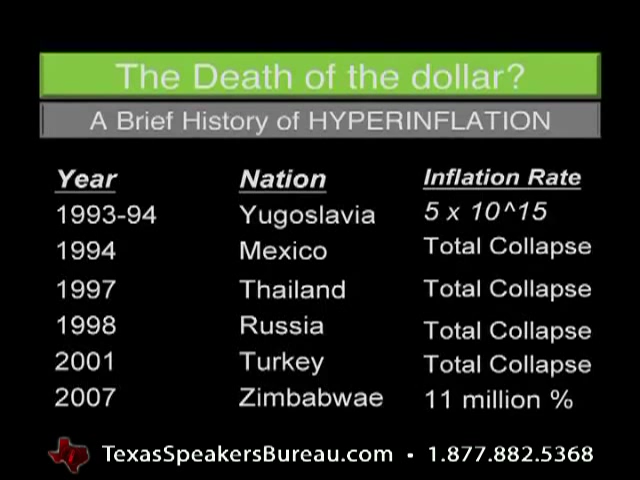 The Death of the dollar?
A Brief History of HYPERINFLATION
Year Nation Inflation Rate
1993-94 Yugoslavia 5 x 10^15
1994 Mexico Total Collapse
1997 Thailand Total Collapse
1998 Russia Total Collapse
2001 Turkey Total Collapse
2007 Zimbabwae 11 million %
TexasSpeakersBureau.com • 1.877.882.5368